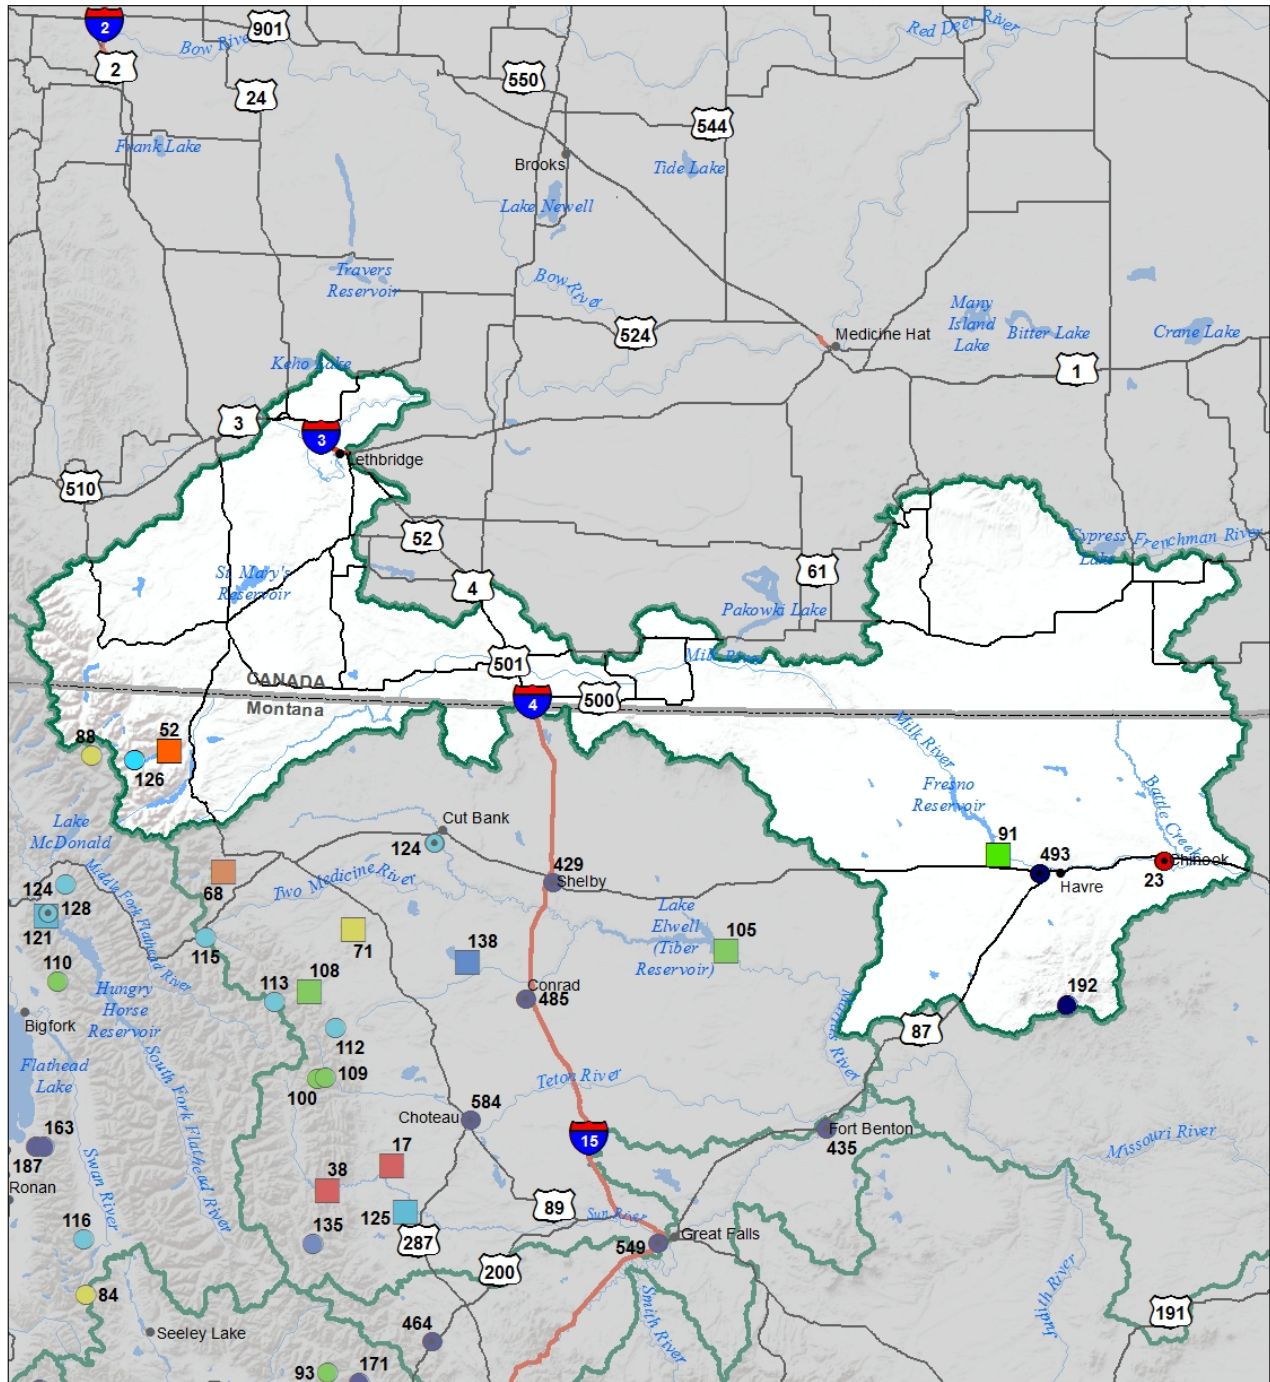 2
901
Bow River
Red Deer River
2
550
24
544
Frank Lake
Brooks
Tide Lake
Lake Newell
Travers
Reservoir
Bow River
Many
Island
Lake
Bitter Lake
Crane Lake
524
Medicine Hat
1
Keho Lake
3
3
Lethbridge
510
52
Cypress
Lake
Frenchman River
61
St. Mary's
Reservoir
4
Pakowki Lake
501
Milk River
CANADA
Montana
4
500
88
52
126
Milk River
Fresno
Reservoir
Battle Creek
Lake
McDonald
Cut Bank
124
91
493
Chinook
Havre
23
429
Shelby
68
Two Medicine River
Middle Fork Flathead River
124
128
121
115
71
138
Lake
Elwell
(Tiber
Reservoir)
105
110
113
108
Conrad
485
192
Hungry
Horse
Reservoir
Bigfork
112
Marias River
87
Flathead
Lake
South Fork Flathead River
109
100
Teton River
Choteau
584
15
Fort Benton
435
Missouri River
163
187
Ronan
Swan River
17
38
125
89
116
135
287
Sun River
Great Falls
549
200
84
Smith River
Judith River
191
Seeley Lake
464
93
171